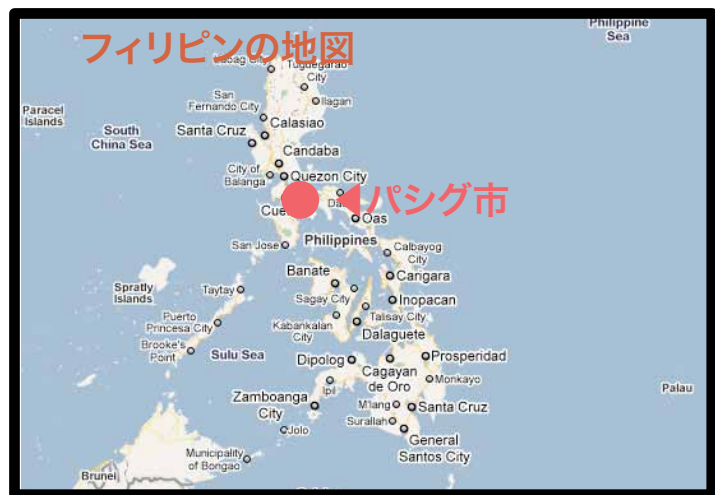 Philippine
Sea
フィリピンの地図
Tuguegarao
City
Ilagan
San
Fernando City
Paracel
Islands
South
China Sea
Santa Cruz
Calasiao
Candaba
City of
Balanga
Quezon City
パシグ市
Oas
San Jose
Philippines
Calbayog
City
Banate
Carigara
Spratly
Islands
Taytay
Sagay City
Inopacan
Puerto
Princesa City
Talisay City
Kabankalan
City
Dalaguete
Brooke's
Point
Sulu Sea
Dipolog
Prosperidad
Cagayan
de Oro
Monkayo
Ipil
Palau
Zamboanga
City
M'lang
Santa Cruz
Surallah
Jolo
General
Santos City
Municipality
of Bongao
Brunei